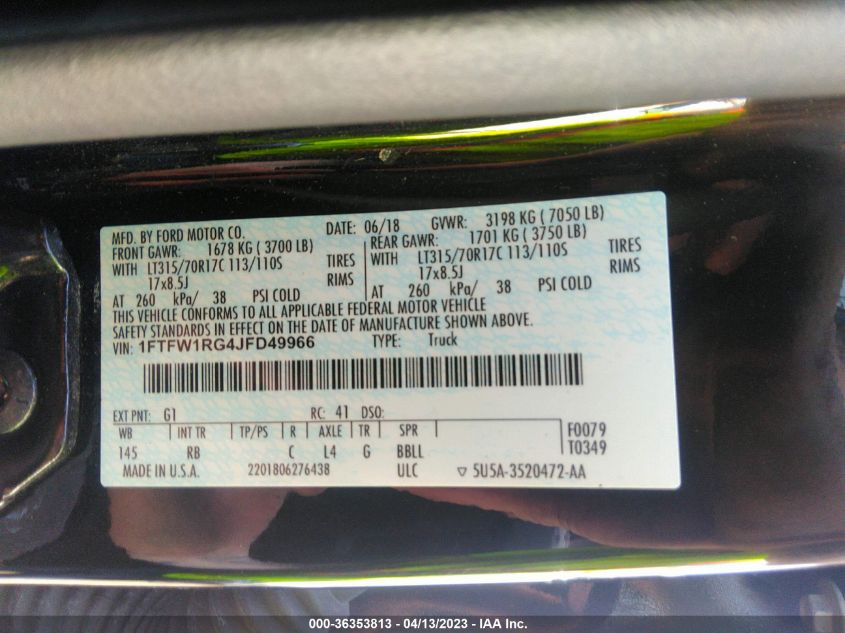 MFD. BY FORD MOTOR CO. DATE: 06/18 GVWR: 3198 KG ( 7050 LB)
FRONT GAWR: 1678 KG ( 3700 LB) REAR GAWR: 1701 KG ( 3750 LB)
WITH LT315/70R17C 113/110S TIRES WITH LT315/70R17C 113/110S TIRES
17x8.5J RIMS 17x8.5J RIMS
AT 260 kPa/ 38 PSI COLD AT 260 kPa/ 38 PSI COLD
THIS VEHICLE CONFORMS TO ALL APPLICABLE FEDERAL MOTOR VEHICLE
SAFETY STANDARDS IN EFFECT ON THE DATE OF MANUFACTURE SHOWN ABOVE.
VIN: 1FTFW1RG4JFD49966 TYPE: Truck
EXT PNT: G1 RC: 41 DSO:
WB INT TR TP/PS R AXLE TR SPR F0079
145 RB C L4 G BBLL T0349
MADE IN U.S.A. 2201806276438 ULC ▽ 5U5A-3520472-AA
000-36353813 - 04/13/2023 - IAA Inc.